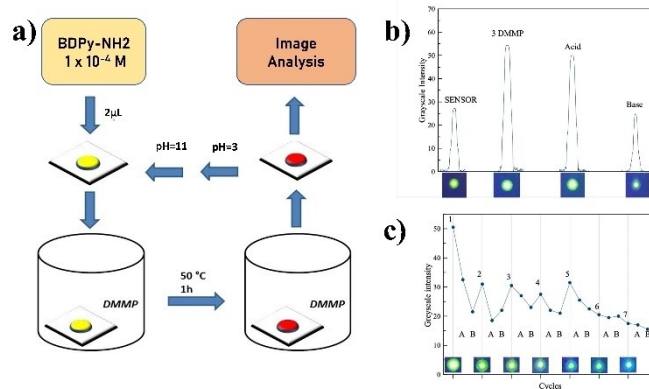 a)
BDPy-NH2
1 x 10⁻⁴ M
Image
Analysis
2µL
pH=11
pH=3
50 °C
1h
DMMP
DMMP
b)
Grayscale Intensity
70
60
50
40
30
20
10
0
SENSOR
3 DMMP
Acid
Base
c)
Greyscale intensity
50
40
30
20
10
0
1
2
3
4
5
6
7
A B A B A B A B A B A B A B
Cycles